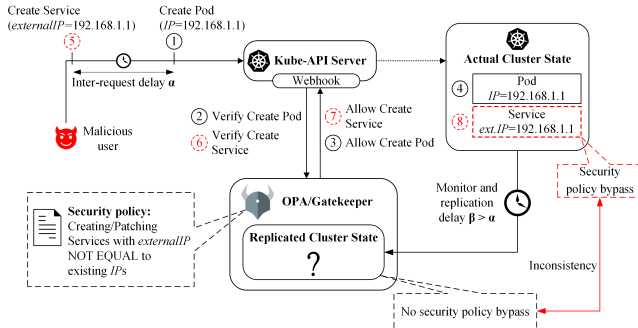 Create Service
(externalIP=192.168.1.1)
5
Create Pod
(IP=192.168.1.1)
1
Inter-request delay α
Malicious
user
Kube-API Server
Webhook
2 Verify Create Pod
6 Verify Create
Service
7 Allow Create
Service
3 Allow Create Pod
Actual Cluster State
4
Pod
IP=192.168.1.1
8
Service
ext.IP=192.168.1.1
Security
policy bypass
Monitor and
replication
delay β > α
Inconsistency
OPA/Gatekeeper
Replicated Cluster State
?
Security policy:
Creating/Patching
Services with externalIP
NOT EQUAL to
existing IPs
No security policy bypass